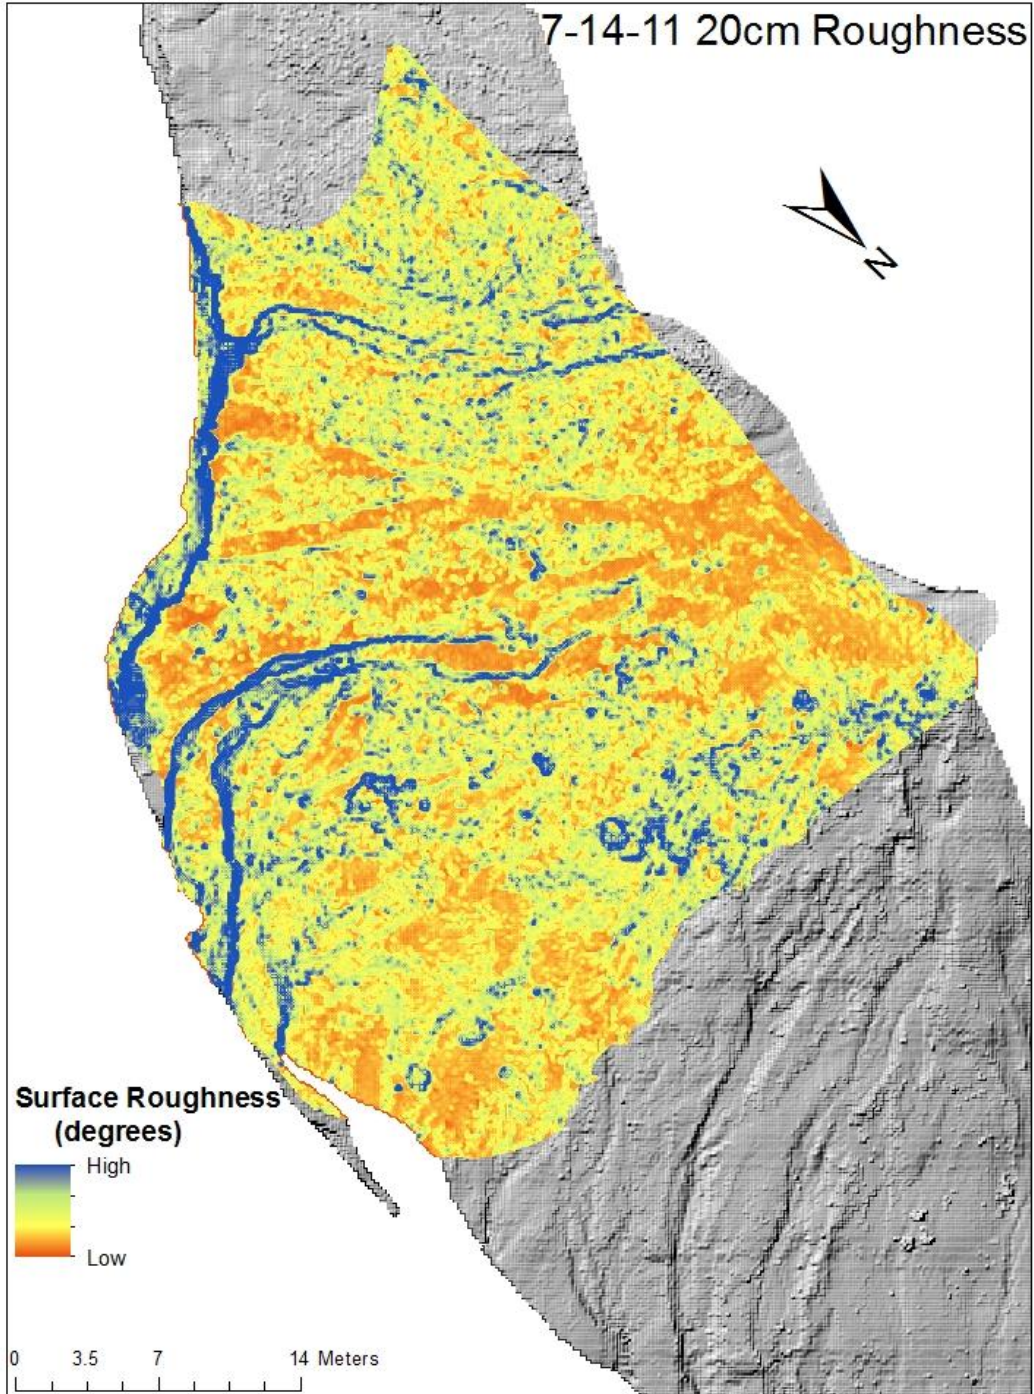 7-14-11 20cm Roughness
N
Surface Roughness
(degrees)
High
Low
0 3.5 7 14 Meters